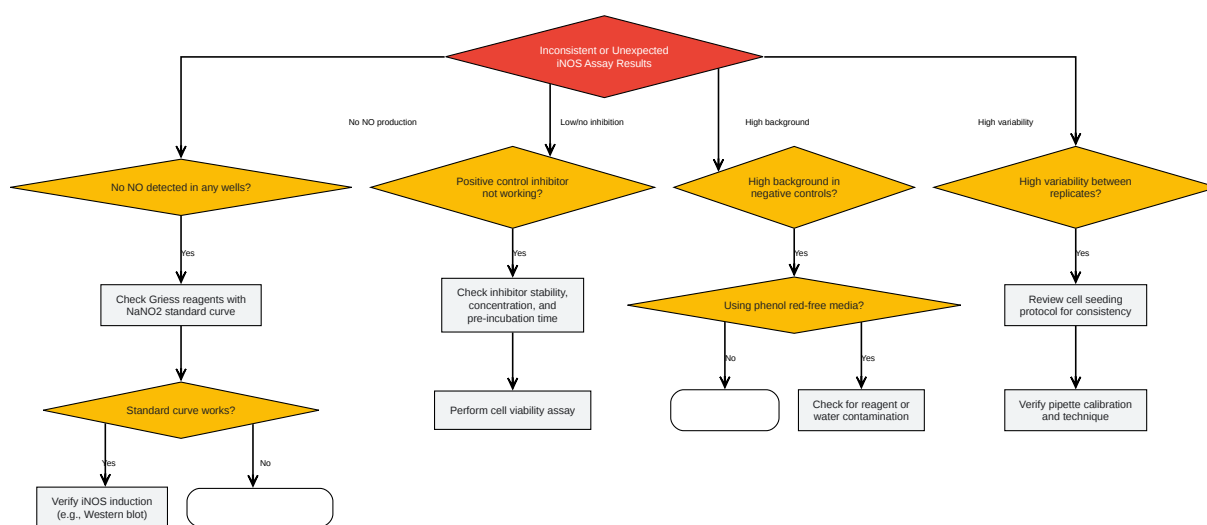 Inconsistent or Unexpected
iNOS Assay Results
No NO production
Low/no inhibition
High background
High variability
No NO detected in any wells?
Positive control inhibitor
not working?
High background in
negative controls?
High variability between
replicates?
Yes
Yes
Yes
Yes
Check Griess reagents with
NaNO2 standard curve
Check inhibitor stability,
concentration, and
pre-incubation time
Using phenol red-free media?
Review cell seeding
protocol for consistency
No
Yes
Standard curve works?
Perform cell viability assay
Check for reagent or
water contamination
Verify pipette calibration
and technique
Yes
No
Verify iNOS induction
(e.g., Western blot)